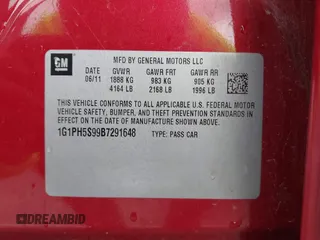 GM
MFD BY GENERAL MOTORS LLC
DATE GVWR GAWR FRT GAWR RR
06/11 1888 KG 983 KG 905 KG
4164 LB 2168 LB 1996 LB
THIS VEHICLE CONFORMS TO ALL APPLICABLE U.S. FEDERAL MOTOR
VEHICLE SAFETY, BUMPER, AND THEFT PREVENTION STANDARDS
IN EFFECT ON THE DATE OF MANUFACTURE SHOWN ABOVE.
1G1PH5S99B7291648 TYPE: PASS CAR
DREAMBID